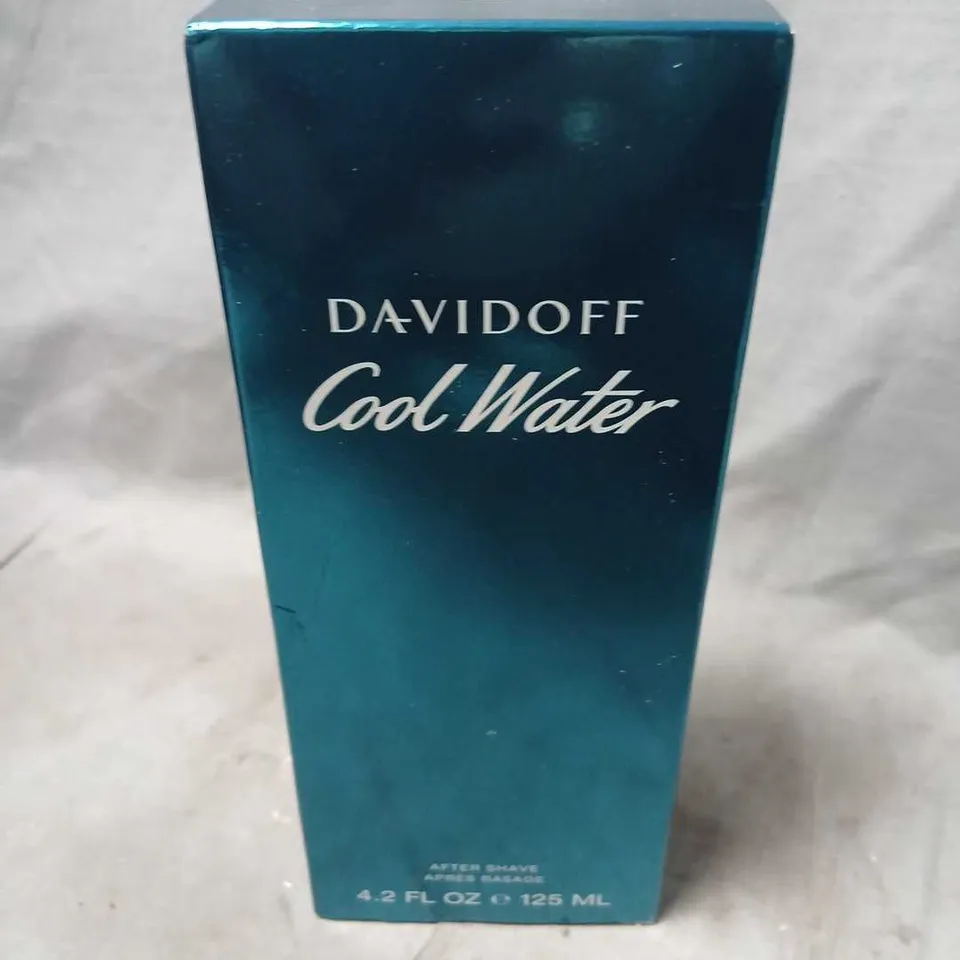 DAVIDOFF
Cool Water
AFTER SHAVE
APRÈS RASAGE
4.2 FL OZ ℮ 125 ML